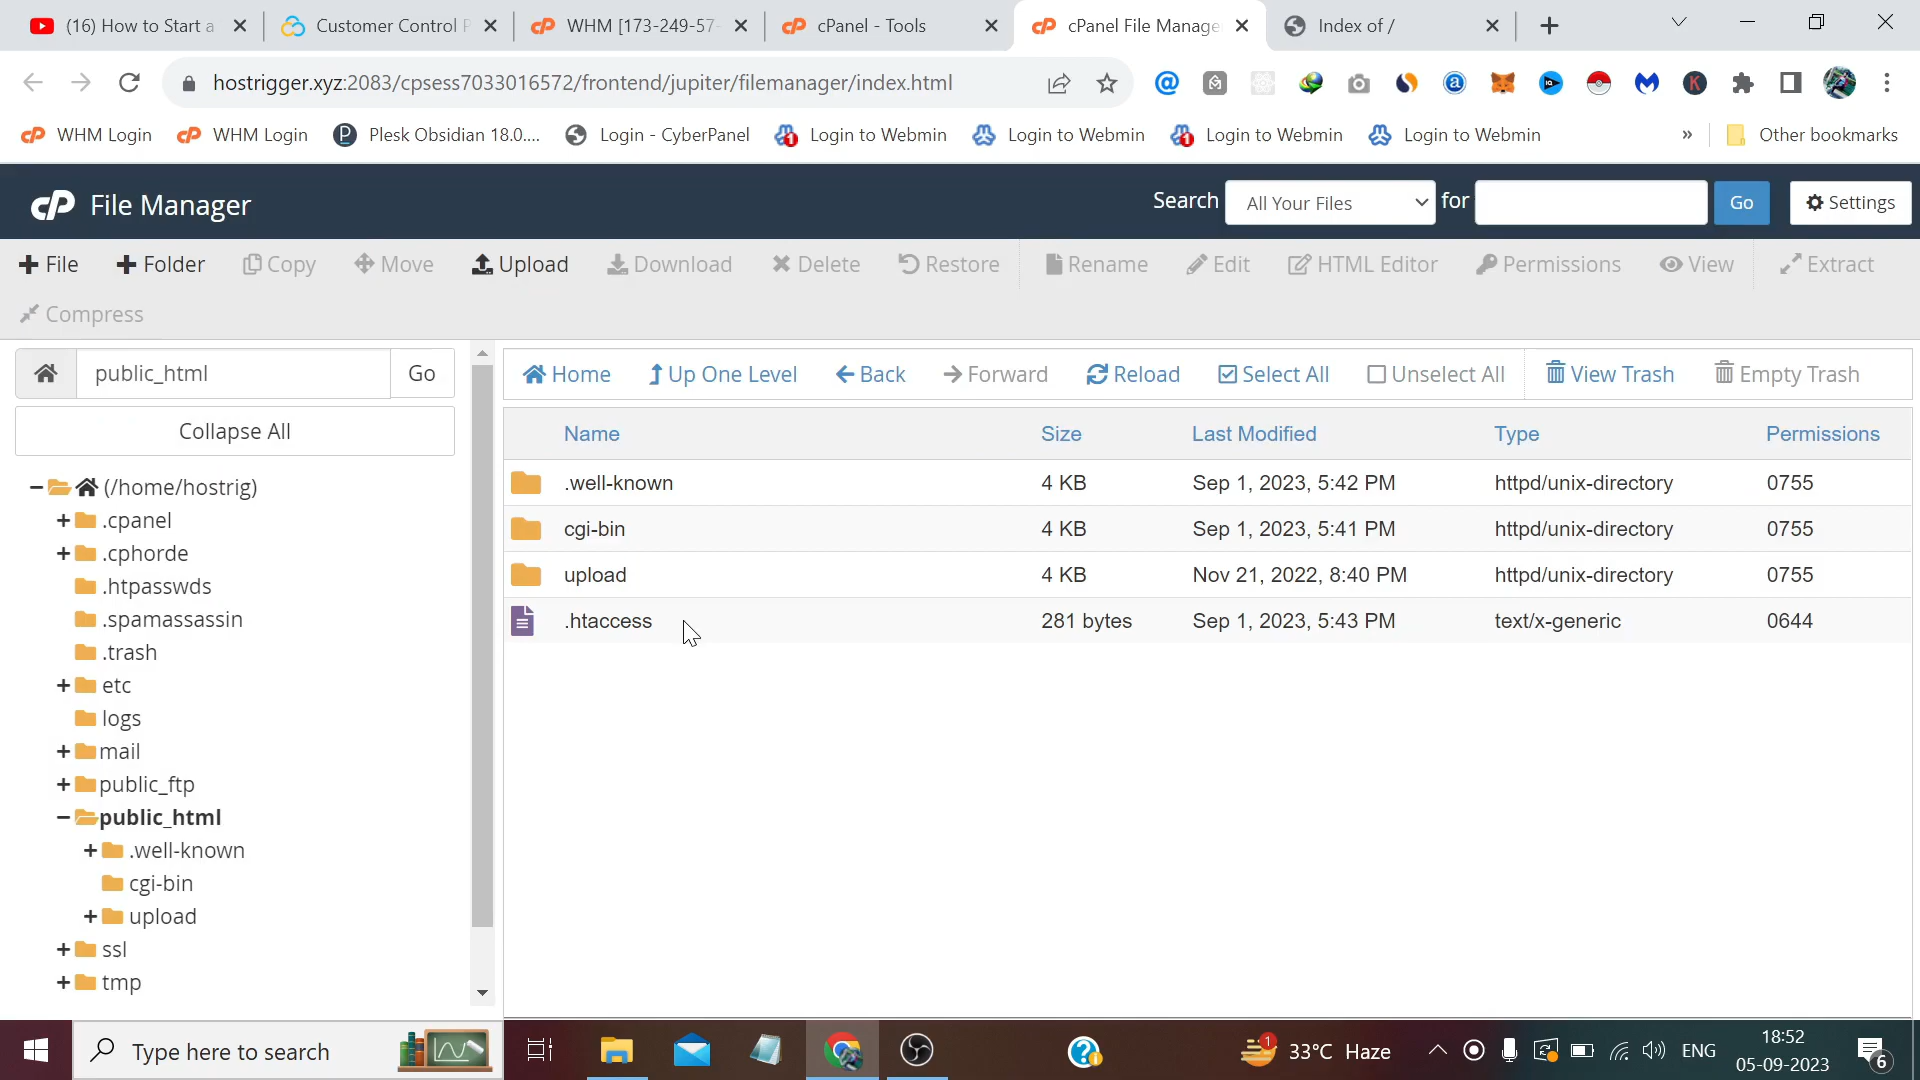 (16) How to Start a
Customer Control P
WHM [173-249-57-
cPanel - Tools
cPanel File Manage
Index of /
hostrigger.xyz:2083/cpsess7033016572/frontend/jupiter/filemanager/index.html
WHM Login
WHM Login
Plesk Obsidian 18.0....
Login - CyberPanel
Login to Webmin
Login to Webmin
Login to Webmin
Login to Webmin
»
Other bookmarks
cP File Manager
Search All Your Files for Go Settings
File Folder Copy Move Upload Download Delete Restore Rename Edit HTML Editor Permissions View Extract
Compress
public_html Go
Collapse All
(/home/hostrig)
.cpanel
.cphorde
.htpasswds
.spamassassin
.trash
etc
logs
mail
public_ftp
public_html
.well-known
cgi-bin
upload
ssl
tmp
Home Up One Level Back Forward Reload Select All Unselect All View Trash Empty Trash
Name Size Last Modified Type Permissions
.well-known 4 KB Sep 1, 2023, 5:42 PM httpd/unix-directory 0755
cgi-bin 4 KB Sep 1, 2023, 5:41 PM httpd/unix-directory 0755
upload 4 KB Nov 21, 2022, 8:40 PM httpd/unix-directory 0755
.htaccess 281 bytes Sep 1, 2023, 5:43 PM text/x-generic 0644
Type here to search
1
33°C Haze
ENG
18:52
05-09-2023
6